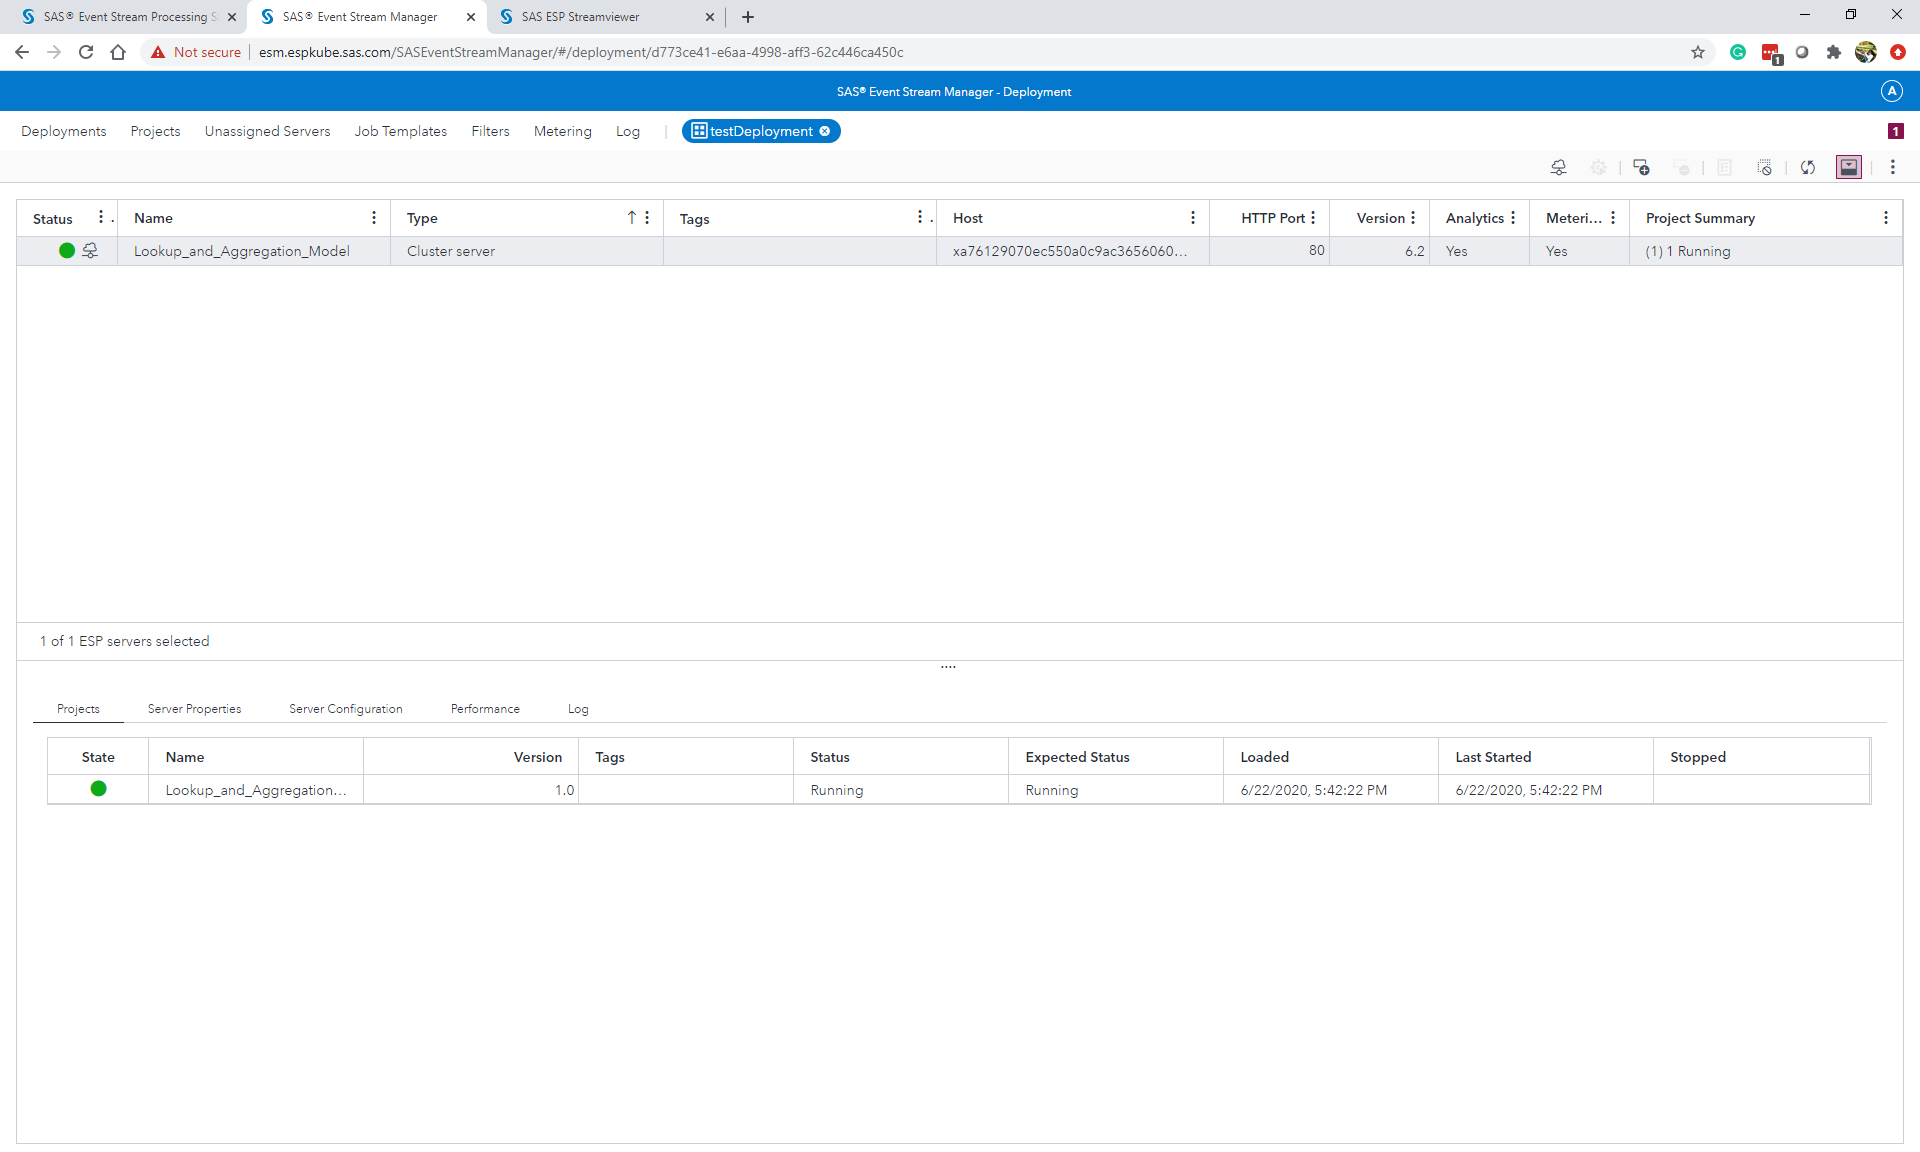 SAS® Event Stream Processing S
SAS® Event Stream Manager
SAS ESP Streamviewer
Not secure
esm.espkube.sas.com/SASEventStreamManager/#/deployment/d773ce41-e6aa-4998-aff3-62c446ca450c
1
SAS® Event Stream Manager - Deployment
A
Deployments Projects Unassigned Servers Job Templates Filters Metering Log testDeployment
1
Status Name Type Tags Host HTTP Port Version Analytics Meteri... Project Summary
Lookup_and_Aggregation_Model Cluster server xa76129070ec550a0c9ac3656060... 80 6.2 Yes Yes (1) 1 Running
1 of 1 ESP servers selected
Projects Server Properties Server Configuration Performance Log
State Name Version Tags Status Expected Status Loaded Last Started Stopped
Lookup_and_Aggregation... 1.0 Running Running 6/22/2020, 5:42:22 PM 6/22/2020, 5:42:22 PM